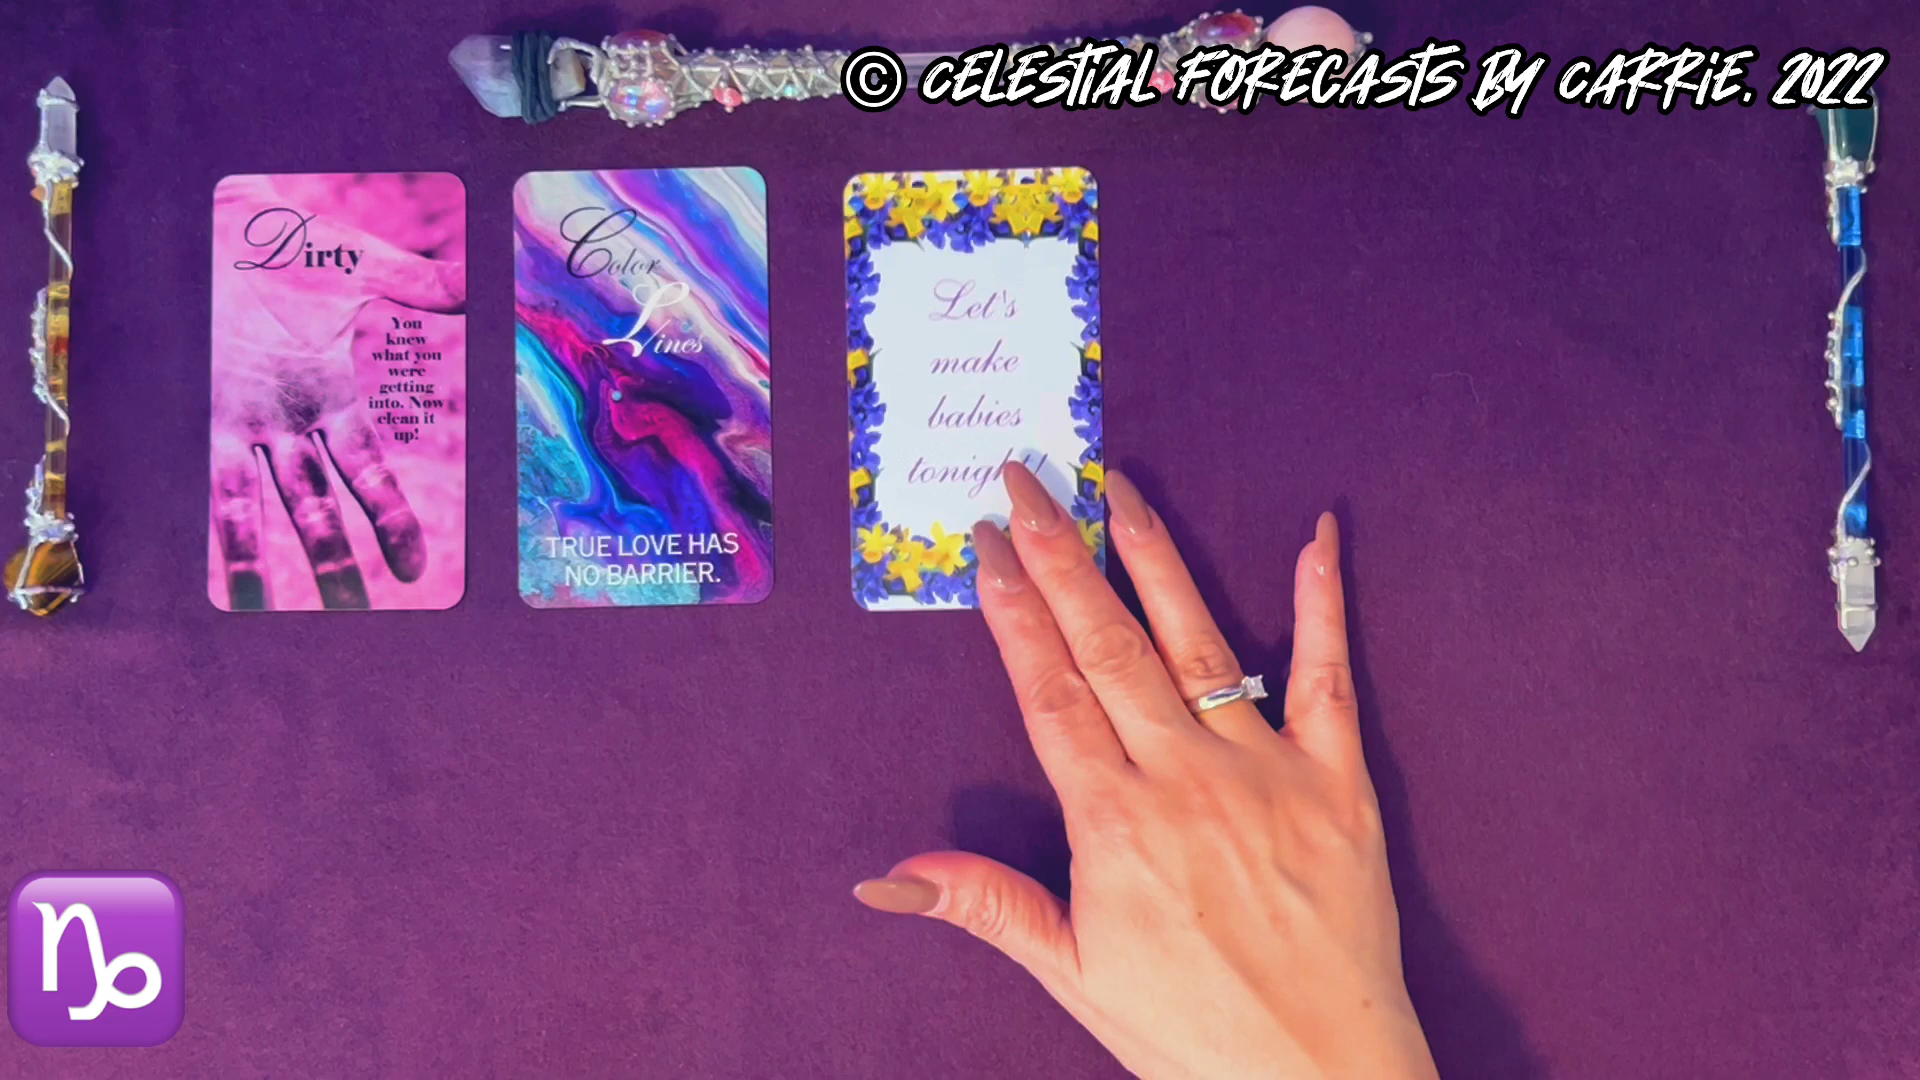 © CELESTIAL FORECASTS BY CARRIE. 2022
Dirty
You
knew
what you
were
getting
into. Now
clean it
up!
Color
Lines
TRUE LOVE HAS
NO BARRIER.
Let's
make
babies
tonight!